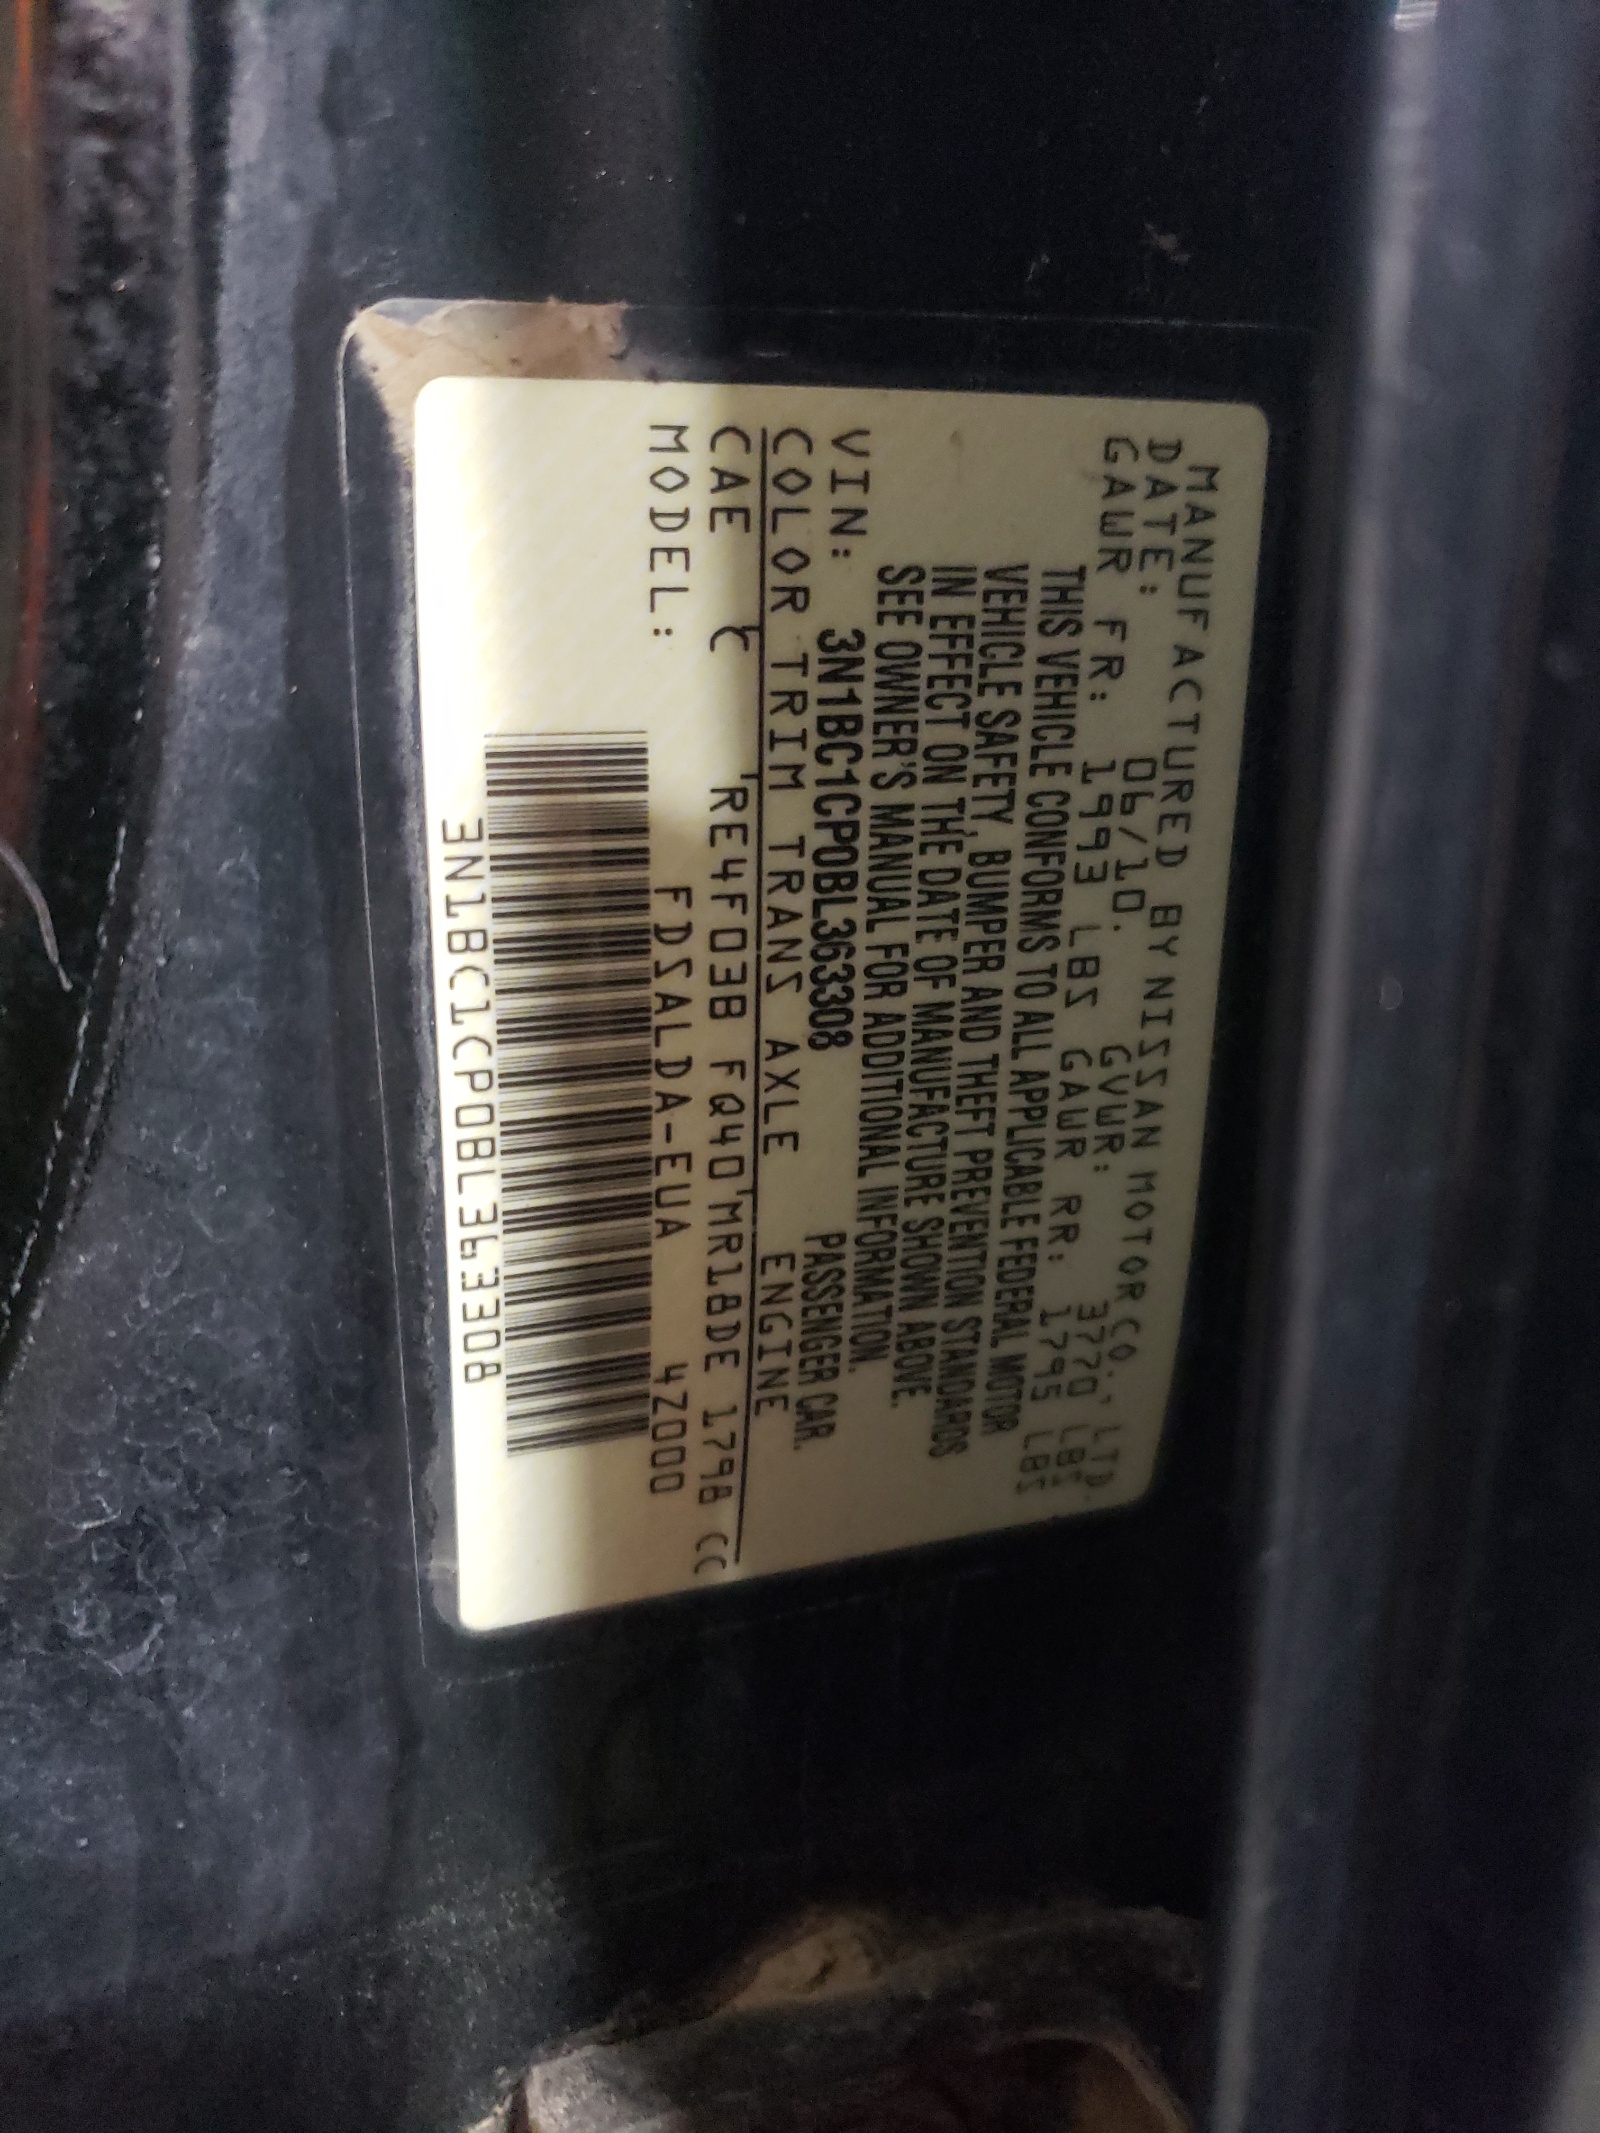 MANUFACTURED BY NISSAN MOTOR CO., LTD.
DATE: 06/10. GVWR: 3770 LBS
GAWR FR: 1993 LBS GAWR RR: 1795 LBS
THIS VEHICLE CONFORMS TO ALL APPLICABLE FEDERAL MOTOR
VEHICLE SAFETY, BUMPER AND THEFT PREVENTION STANDARDS
IN EFFECT ON THE DATE OF MANUFACTURE SHOWN ABOVE.
SEE OWNER'S MANUAL FOR ADDITIONAL INFORMATION.
VIN: 3N1BC1CP0BL363308 PASSENGER CAR.
COLOR TRIM TRANS AXLE ENGINE
CAE C RE4F03B FQ40 MR18DE 1798 CC
MODEL: FDSALDA-EUA 4Z000
3N1BC1CP0BL363308